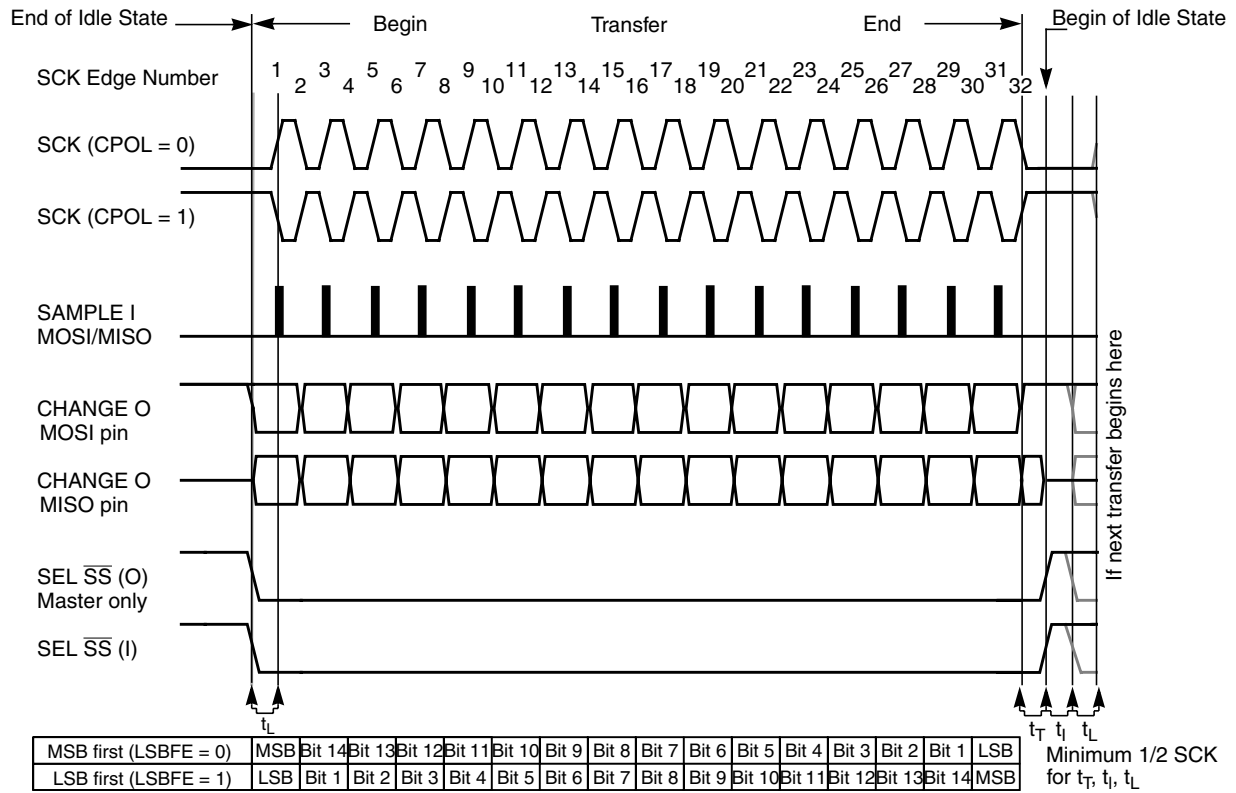 End of Idle State Begin Transfer End Begin of Idle State
SCK Edge Number 1 2 3 4 5 6 7 8 9 10 11 12 13 14 15 16 17 18 19 20 21 22 23 24 25 26 27 28 29 30 31 32
SCK (CPOL = 0)
SCK (CPOL = 1)
SAMPLE I
MOSI/MISO
CHANGE O
MOSI pin
CHANGE O
MISO pin
SEL SS (O)
Master only
SEL SS (I)
If next transfer begins here
tL tT tI tL
MSB first (LSBFE = 0) MSB Bit 14 Bit 13 Bit 12 Bit 11 Bit 10 Bit 9 Bit 8 Bit 7 Bit 6 Bit 5 Bit 4 Bit 3 Bit 2 Bit 1 LSB
LSB first (LSBFE = 1) LSB Bit 1 Bit 2 Bit 3 Bit 4 Bit 5 Bit 6 Bit 7 Bit 8 Bit 9 Bit 10 Bit 11 Bit 12 Bit 13 Bit 14 MSB
Minimum 1/2 SCK
for tT, tI, tL